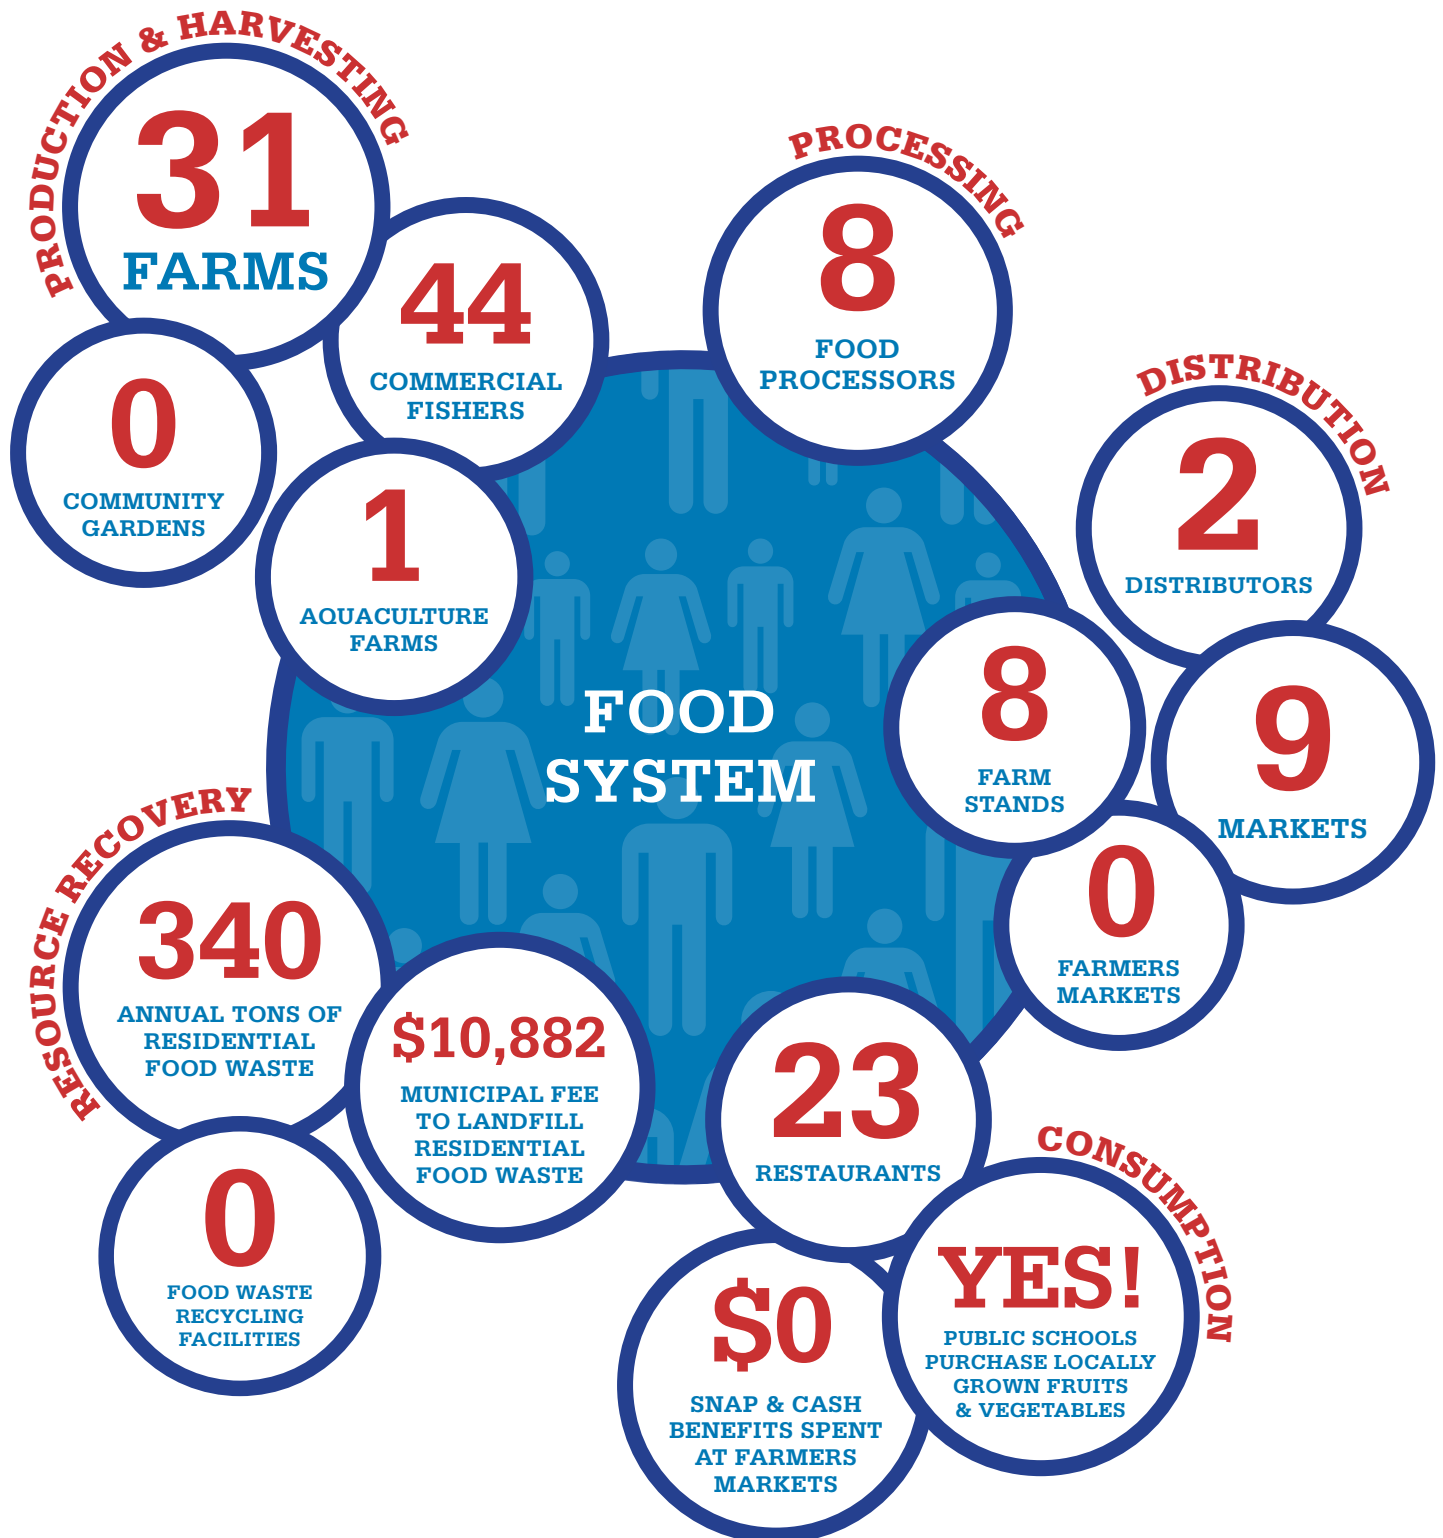 PRODUCTION & HARVESTING
31
FARMS
44
COMMERCIAL
FISHERS
0
COMMUNITY
GARDENS
1
AQUACULTURE
FARMS
PROCESSING
8
FOOD
PROCESSORS
DISTRIBUTION
2
DISTRIBUTORS
8
FARM
STANDS
9
MARKETS
0
FARMERS
MARKETS
FOOD
SYSTEM
RESOURCE RECOVERY
340
ANNUAL TONS OF
RESIDENTIAL
FOOD WASTE
$10,882
MUNICIPAL FEE
TO LANDFILL
RESIDENTIAL
FOOD WASTE
0
FOOD WASTE
RECYCLING
FACILITIES
CONSUMPTION
23
RESTAURANTS
YES!
PUBLIC SCHOOLS
PURCHASE LOCALLY
GROWN FRUITS
& VEGETABLES
$0
SNAP & CASH
BENEFITS SPENT
AT FARMERS
MARKETS